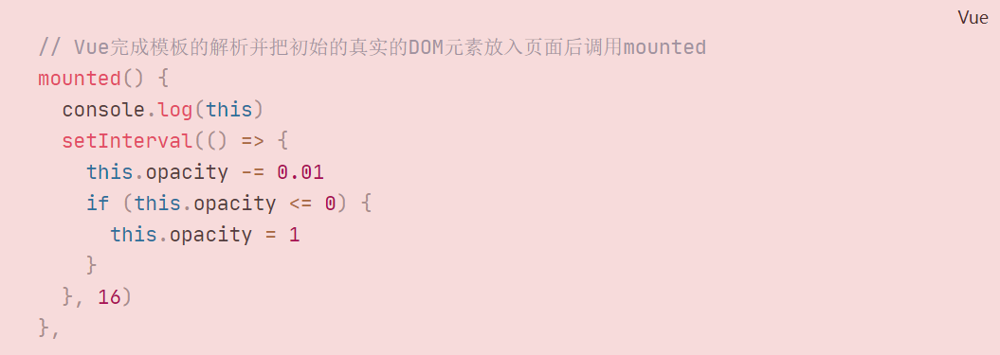 Vue
// Vue完成模板的解析并把初始的真实的DOM元素放入页面后调用mounted
mounted() {
  console.log(this)
  setInterval(() => {
    this.opacity -= 0.01
    if (this.opacity <= 0) {
      this.opacity = 1
    }
  }, 16)
},